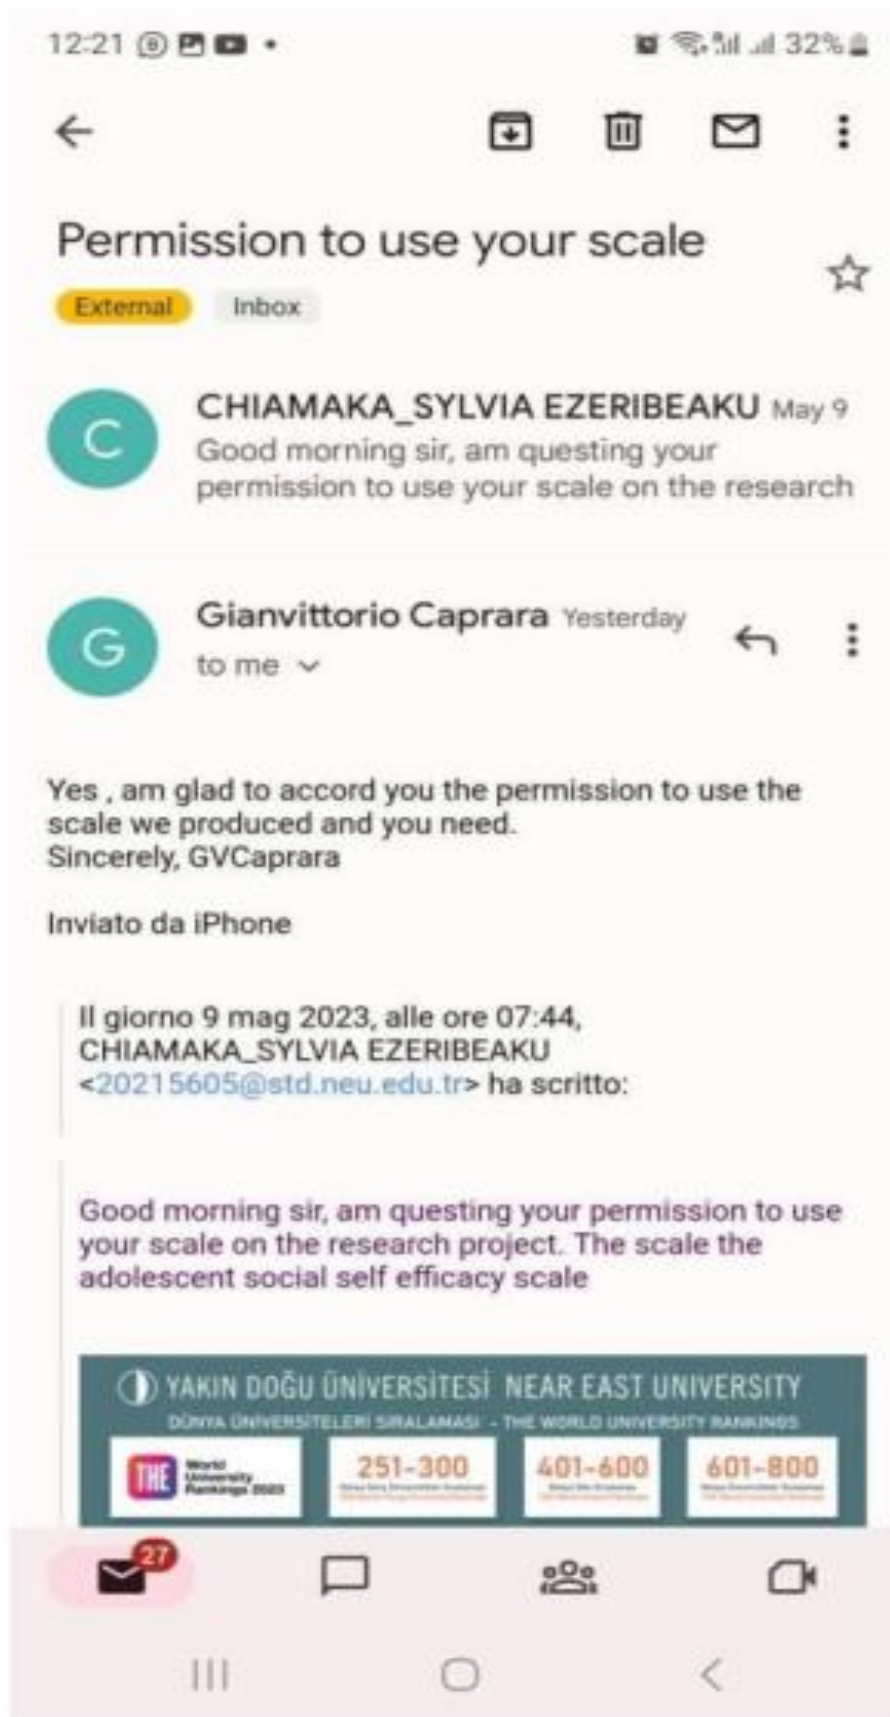 12:21
32%
Permission to use your scale
External Inbox
CHIAMAKA_SYLVIA EZERIBEAKU May 9
Good morning sir, am questing your
permission to use your scale on the research
C
Gianvittorio Caprara Yesterday
G
to me
Yes , am glad to accord you the permission to use the
scale we produced and you need.
Sincerely, GVCaprara
Inviato da iPhone
Il giorno 9 mag 2023, alle ore 07:44,
CHIAMAKA_SYLVIA EZERIBEAKU
<20215605@std.neu.edu.tr> ha scritto:
Good morning sir, am questing your permission to use
your scale on the research project. The scale the
adolescent social self efficacy scale
YAKIN DOĞU ÜNİVERSİTESİ NEAR EAST UNIVERSITY
DÜNYA ÜNİVERSİTELERİ SIRALAMASI - THE WORLD UNIVERSITY RANKINGS
THE World
University
Rankings 2023
251-300
401-600
601-800
27